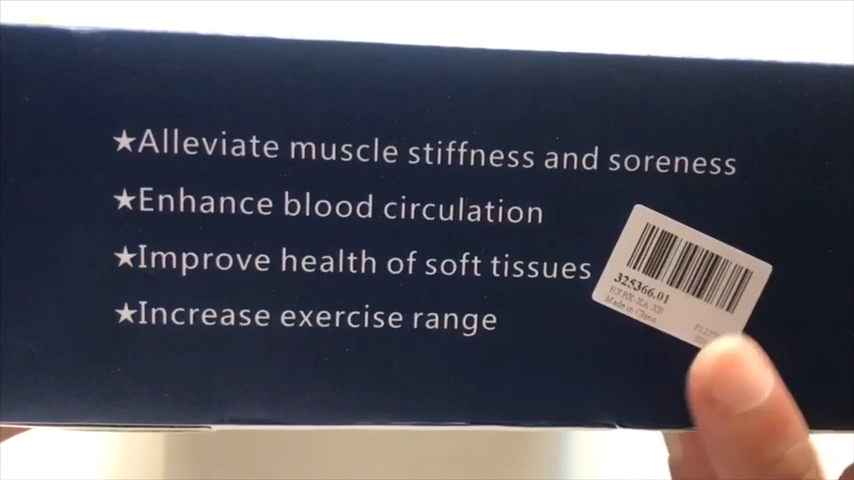 ★Alleviate muscle stiffness and soreness
★Enhance blood circulation
★Improve health of soft tissues
★Increase exercise range
325366.01
Made in China